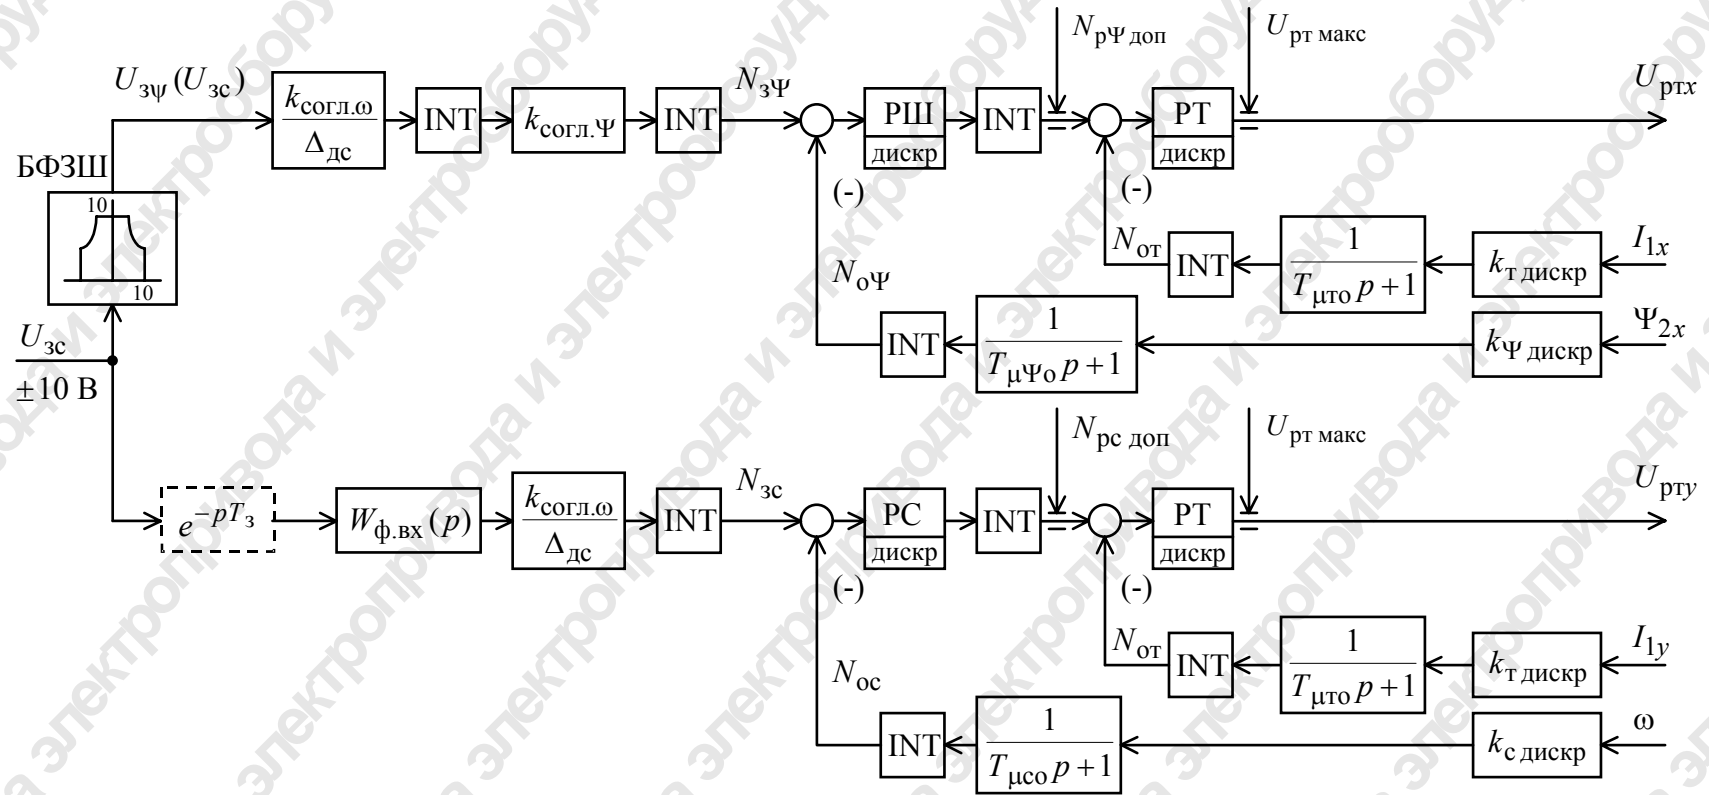 N_рΨ доп
U_рт макс
U_зψ (U_зс)
k_согл.ω
Δ_дс
INT
k_согл.Ψ
INT
N_зΨ
РШ
дискр
INT
РТ
дискр
U_ртx
(-)
(-)
БФЗШ
10
10
N_оΨ
N_от
INT
1
T_μто p + 1
k_т дискр
I_1x
INT
1
T_μΨо p + 1
k_Ψ дискр
Ψ_2x
U_зс
±10 В
N_рс доп
U_рт макс
e^−pT_з
W_ф.вх (p)
k_согл.ω
Δ_дс
INT
N_зс
РС
дискр
INT
РТ
дискр
U_ртy
(-)
(-)
N_ос
N_от
INT
1
T_μто p + 1
k_т дискр
I_1y
INT
1
T_μсо p + 1
k_с дискр
ω